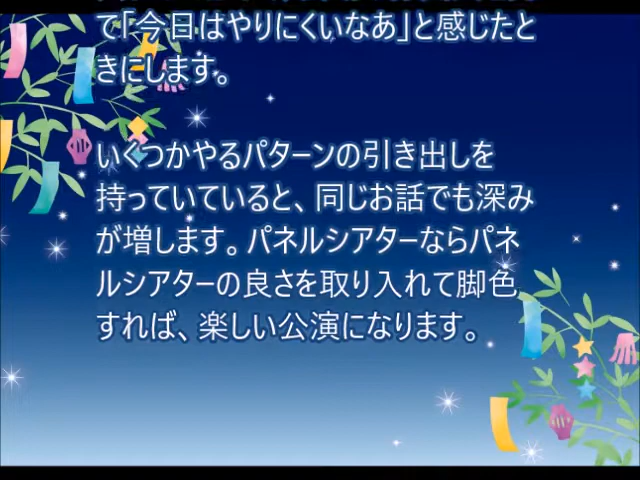 て「今日はやりにくいなあ」と感じたと
きにします。
いくつかやるパターンの引き出しを
持っていていると、同じお話でも深み
が増します。パネルシアターならパネ
ルシアターの良さを取り入れて脚色
すれば、楽しい公演になります。